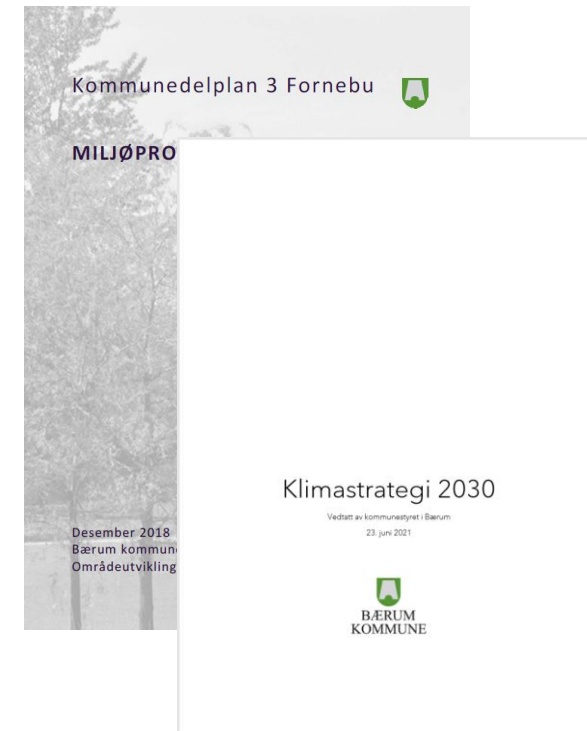 Kommunedelplan 3 Fornebu
MILJØPRO
Desember 2018
Bærum kommun
Områdeutvikling
Klimastrategi 2030
Vedtatt av kommunestyret i Bærum
23. juni 2021
BÆRUM
KOMMUNE